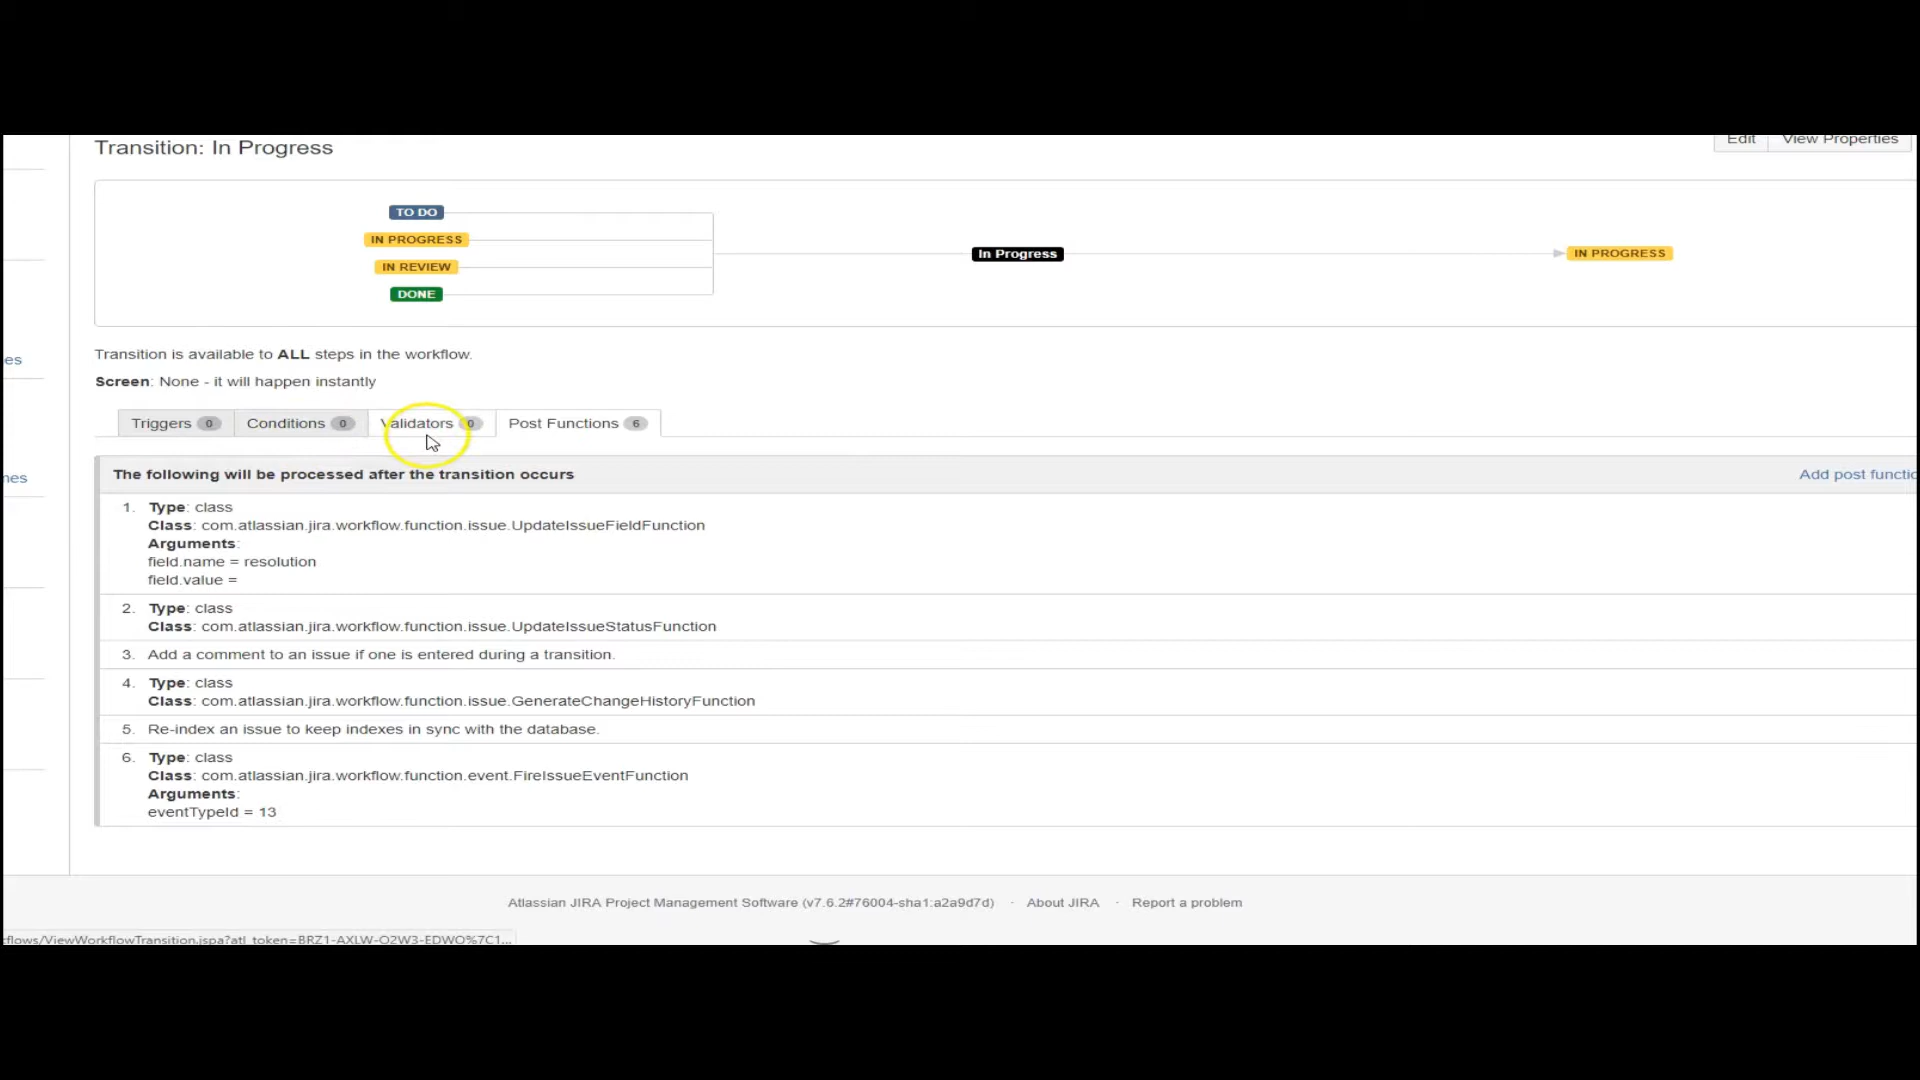 Transition: In Progress
Edit View Properties
TO DO
IN PROGRESS
IN REVIEW
DONE
In Progress
IN PROGRESS
Transition is available to ALL steps in the workflow.
es
Screen: None - it will happen instantly
Triggers 0 Conditions 0 Validators 0 Post Functions 6
The following will be processed after the transition occurs
Add post functio
nes
1. Type: class
Class: com.atlassian.jira.workflow.function.issue.UpdateIssueFieldFunction
Arguments:
field.name = resolution
field.value =
2. Type: class
Class: com.atlassian.jira.workflow.function.issue.UpdateIssueStatusFunction
3. Add a comment to an issue if one is entered during a transition.
4. Type: class
Class: com.atlassian.jira.workflow.function.issue.GenerateChangeHistoryFunction
5. Re-index an issue to keep indexes in sync with the database.
6. Type: class
Class: com.atlassian.jira.workflow.function.event.FireIssueEventFunction
Arguments:
eventTypeId = 13
Atlassian JIRA Project Management Software (v7.6.2#76004-sha1:a2a9d7d) · About JIRA · Report a problem
cflows/ViewWorkflowTransition.jspa?atl_token=BRZ1-AXLW-O2W3-EDWO%7C1...